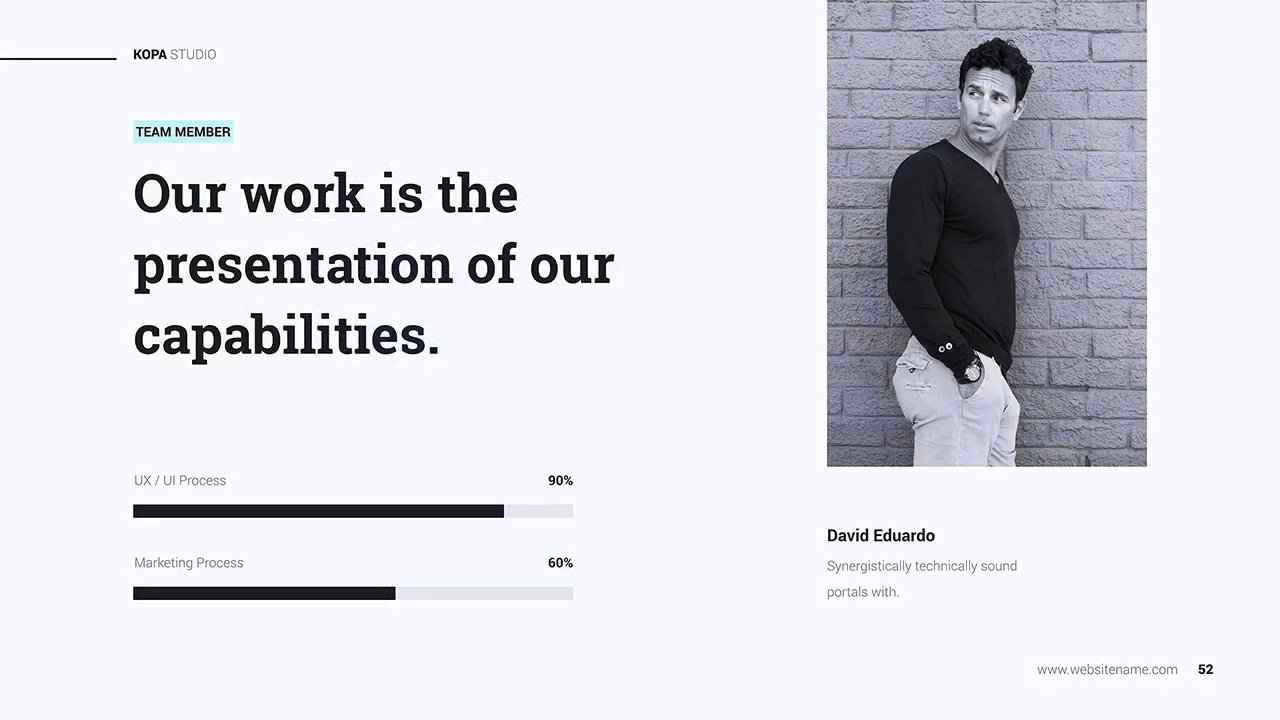 KOPA STUDIO
TEAM MEMBER
Our work is the
presentation of our
capabilities.
UX / UI Process 90%
Marketing Process 60%
David Eduardo
Synergistically technically sound
portals with.
www.websitename.com 52